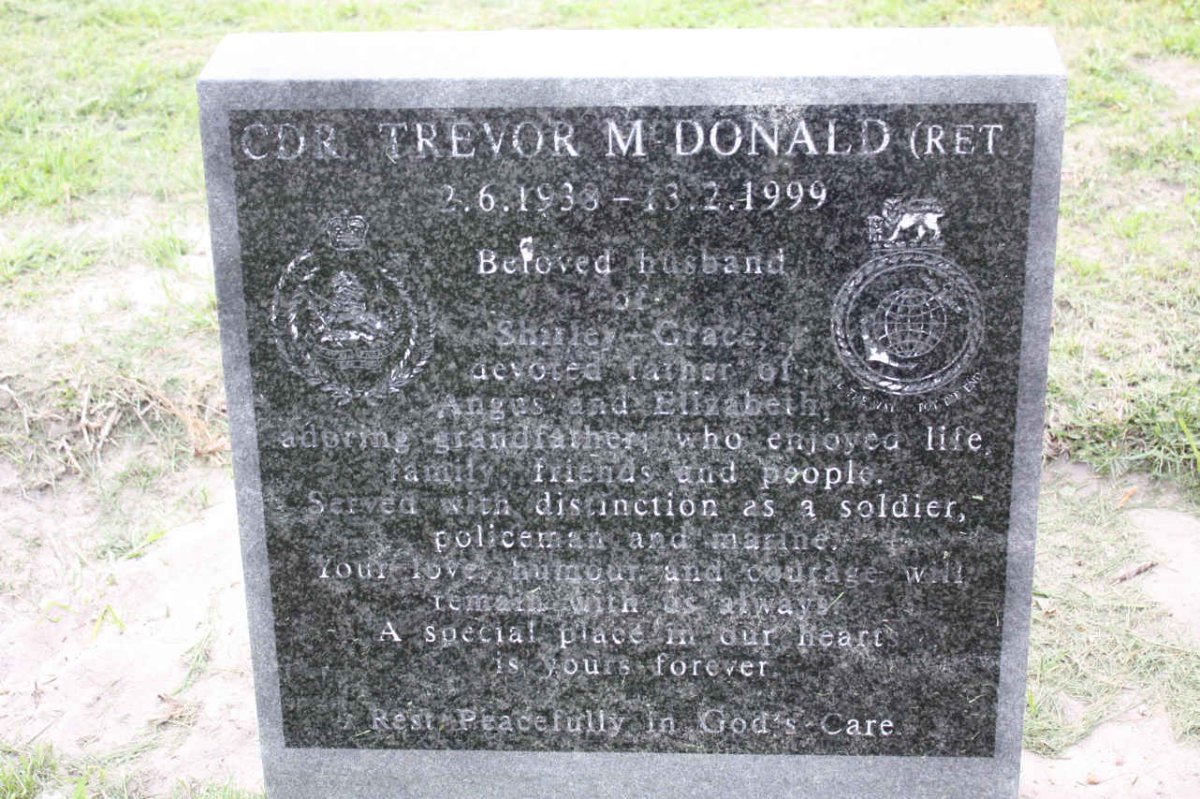 CDR. TREVOR McDONALD (RET.)
2.6.1938 - 13.2.1999
Beloved husband
of
Shirley-Grace,
devoted father of
Anges and Elizabeth,
adoring grandfather, who enjoyed life,
family, friends and people.
Served with distinction as a soldier,
policeman and marine.
Your love, humour and courage will
remain with us always
A special place in our hearts
is yours forever
Rest Peacefully in God's Care